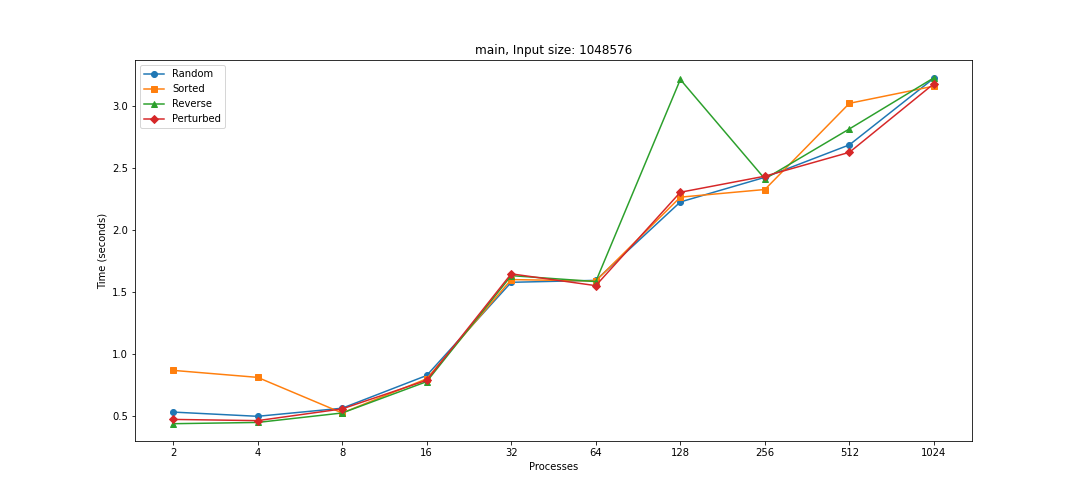 main, Input size: 1048576
Random
Sorted
Reverse
Perturbed
Time (seconds)
3.0
2.5
2.0
1.5
1.0
0.5
2 4 8 16 32 64 128 256 512 1024
Processes